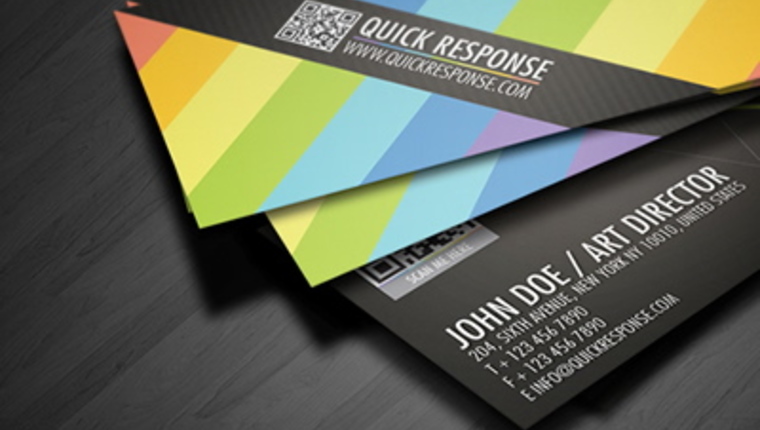 QUICK RESPONSE
WWW.QUICKRESPONSE.COM
SCAN ME HERE
JOHN DOE / ART DIRECTOR
204, SIXTH AVENUE, NEW YORK NY 10010, UNITED STATES
T + 123 456 7890
F + 123 456 7890
E INFO@QUICKRESPONSE.COM